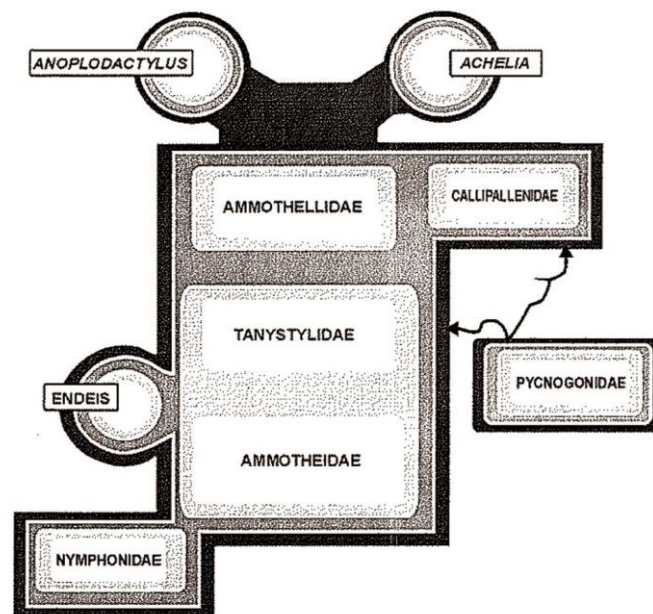 ANOPLODACTYLUS
ACHELIA
AMMOTHELLIDAE
CALLIPALLENIDAE
TANYSTYLIDAE
ENDEIS
PYCNOGONIDAE
AMMOTHEIDAE
NYMPHONIDAE